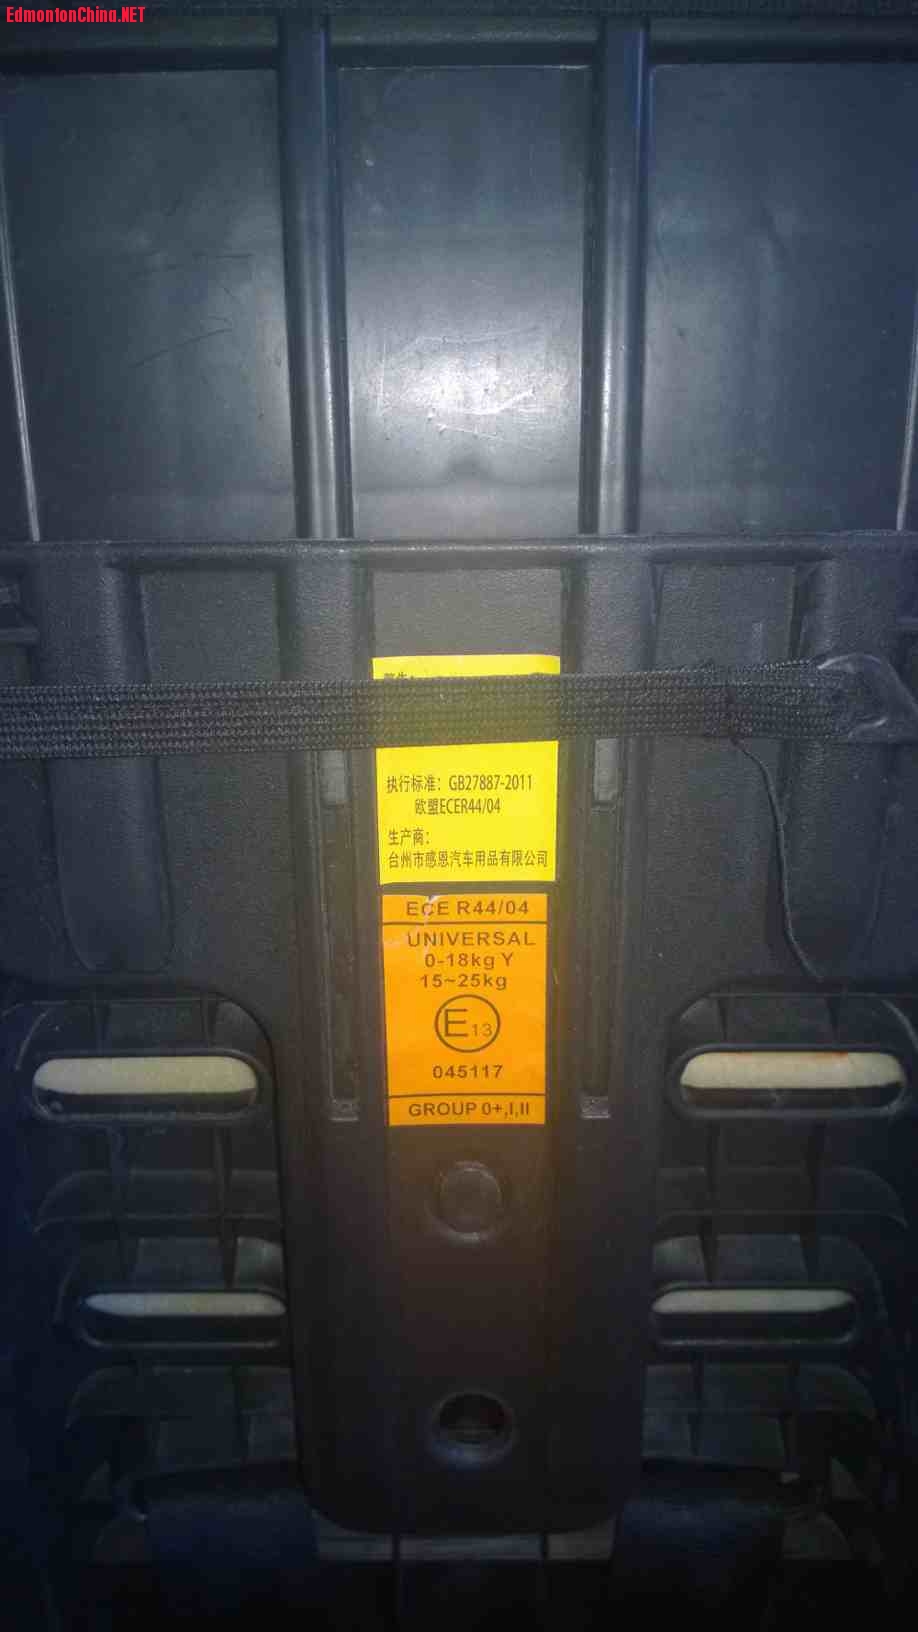 EdmontonChina.NET
执行标准：GB27887-2011
欧盟ECER44/04
生产商：
台州市感恩汽车用品有限公司
ECE R44/04
UNIVERSAL
0-18kg Y
15~25kg
E13
045117
GROUP 0+,I,II